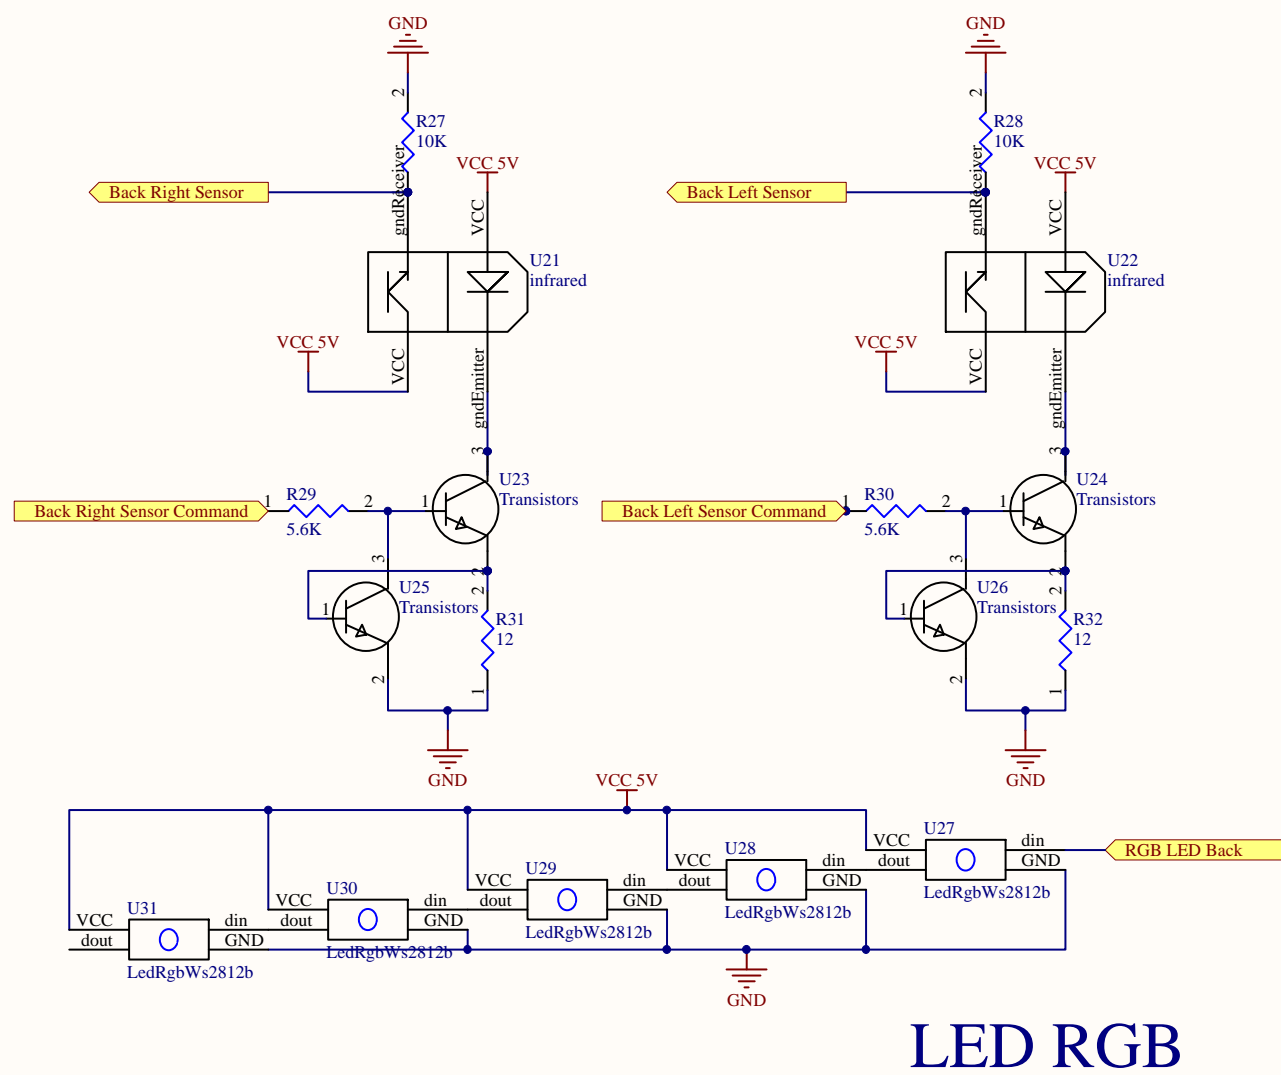 GND
GND
2
2
R27
10K
R28
10K
gndReceiver
gndReceiver
VCC 5V
VCC 5V
Back Right Sensor
Back Left Sensor
VCC
VCC
U21
infrared
U22
infrared
VCC 5V
VCC 5V
VCC
VCC
gndEmitter
gndEmitter
3
3
U23
Transistors
U24
Transistors
Back Right Sensor Command
1
R29
5.6K
2
1
Back Left Sensor Command
1
R30
5.6K
2
1
3
2
3
2
U25
Transistors
1
2
2
R31
12
1
U26
Transistors
1
2
2
R32
12
1
GND
GND
VCC 5V
U27
VCC
dout
din
GND
LedRgbWs2812b
RGB LED Back
U28
VCC
dout
din
GND
LedRgbWs2812b
U29
VCC
dout
din
GND
LedRgbWs2812b
U30
VCC
dout
din
GND
LedRgbWs2812b
U31
VCC
dout
din
GND
LedRgbWs2812b
GND
LED RGB